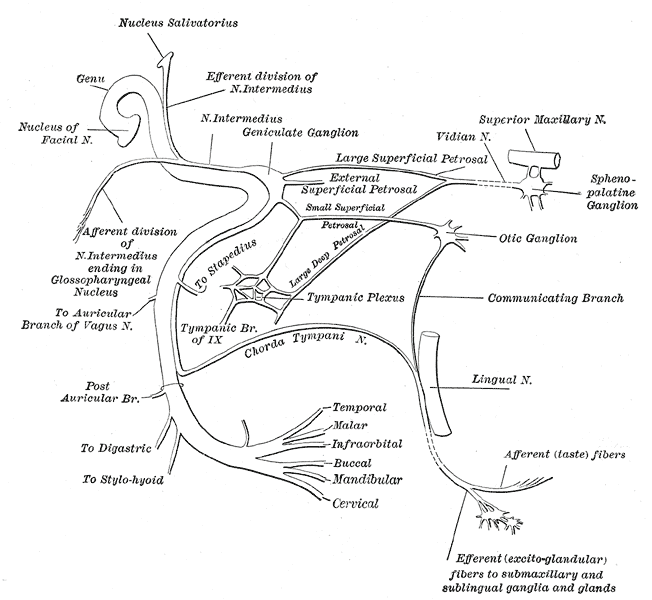 Nucleus Salivatorius
Genu
Efferent division of
N.Intermedius
Nucleus of
Facial N.
N.Intermedius
Geniculate Ganglion
Superior Maxillary N.
Vidian N.
Large Superficial Petrosal
External
Superficial Petrosal
Spheno-
palatine
Ganglion
Small Superficial
Petrosal
Large Deep Petrosal
Otic Ganglion
Afferent division
of
N.Intermedius
ending in
Glossopharyngeal
Nucleus
To Stapedius
To Auricular
Branch of Vagus N.
Tympanic Plexus
Communicating Branch
Tympanic Br.
of IX
Chorda Tympani N.
Post
Auricular Br.
Lingual N.
Temporal
Malar
Infraorbital
Buccal
Mandibular
Cervical
To Digastric
To Stylo-hyoid
Afferent (taste) fibers
Efferent (excito-glandular)
fibers to submaxillary and
sublingual ganglia and glands